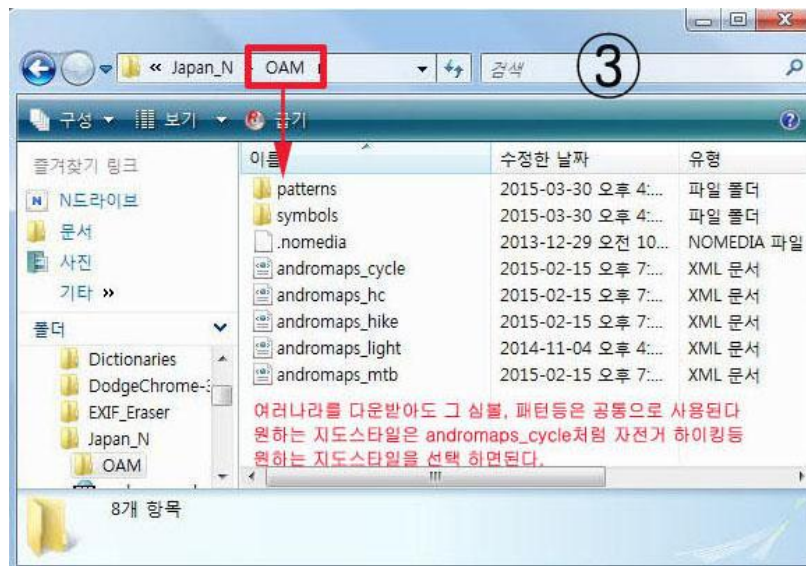 « Japan_N
OAM
검색
③
구성
보기
굽기
즐겨찾기 링크
N드라이브
문서
사진
기타 »
폴더
Dictionaries
DodgeChrome-
EXIF_Eraser
Japan_N
OAM
수정한 날짜
유형
patterns
2015-03-30 오후 4:...
파일 폴더
symbols
2015-03-30 오후 4:...
파일 폴더
.nomedia
2013-12-29 오전 10...
NOMEDIA 파일
andromaps_cycle
2015-02-15 오후 7:...
XML 문서
andromaps_hc
2015-02-15 오후 7:...
XML 문서
andromaps_hike
2015-02-15 오후 7:...
XML 문서
andromaps_light
2014-11-04 오후 4:...
XML 문서
andromaps_mtb
2015-02-15 오후 7:...
XML 문서
여러나라를 다운받아도 그 심볼, 패턴등은 공통으로 사용된다
원하는 지도스타일은 andromaps_cycle처럼 자전거 하이킹등
원하는 지도스타일을 선택 하면된다.
8개 항목